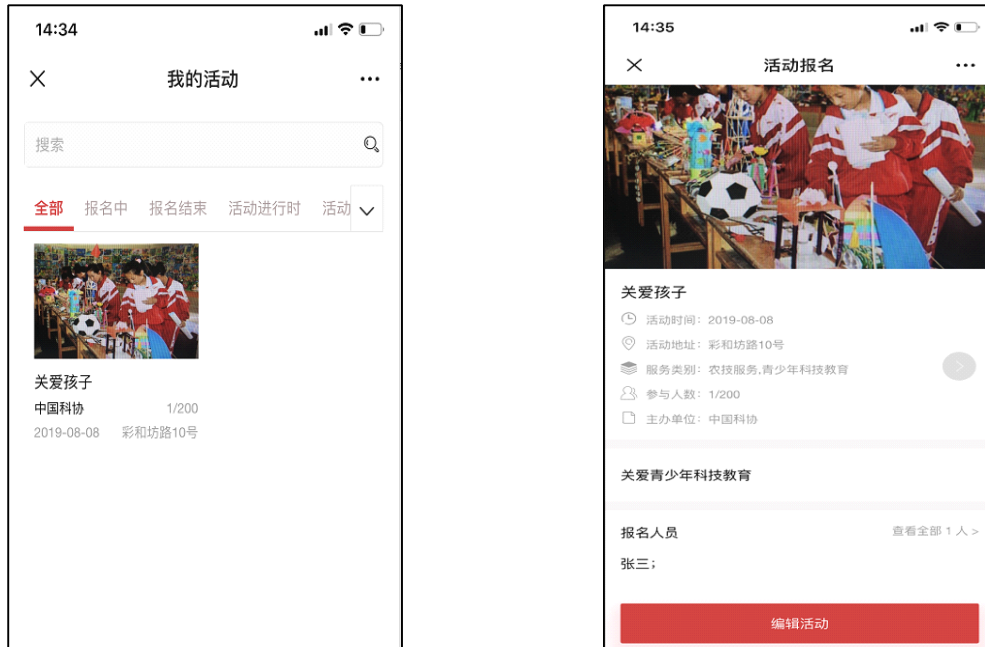 14:34
我的活动
搜索
全部 报名中 报名结束 活动进行时 活动
关爱孩子
中国科协 1/200
2019-08-08 彩和坊路10号
14:35
活动报名
关爱孩子
活动时间: 2019-08-08
活动地址: 彩和坊路10号
服务类别: 农技服务,青少年科技教育
参与人数: 1/200
主办单位: 中国科协
关爱青少年科技教育
报名人员 查看全部 1 人 >
张三;
编辑活动